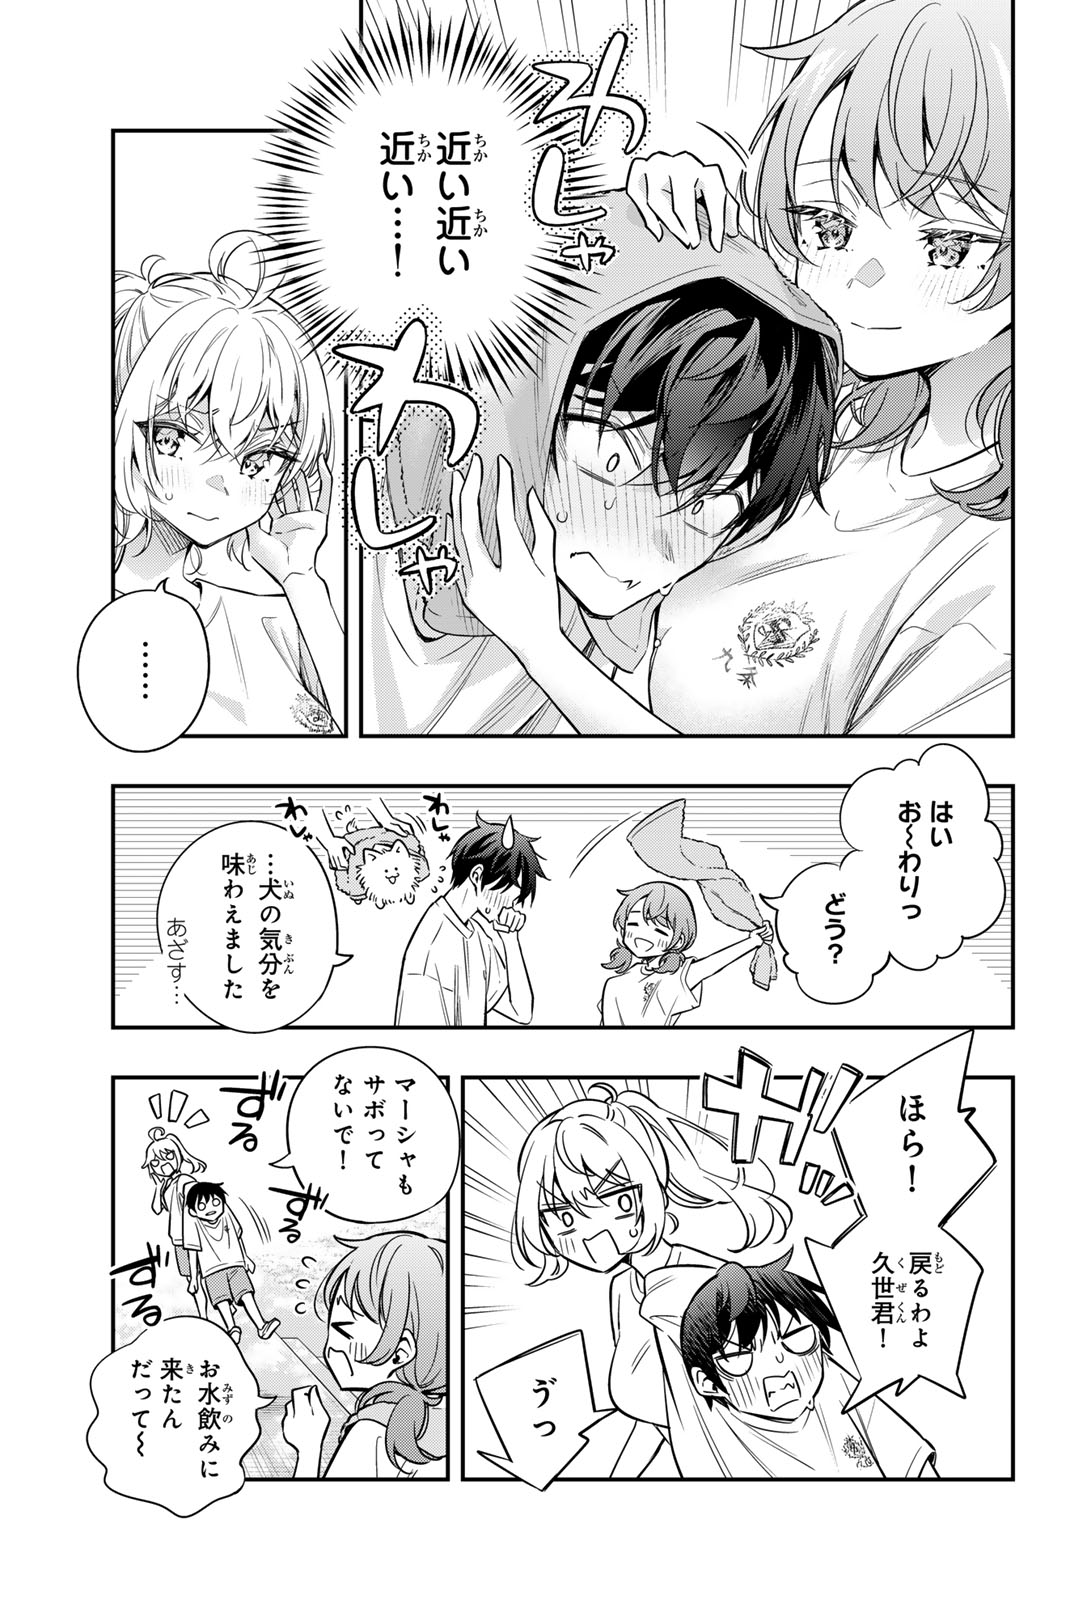 わしゃ
近い近い
近い……!
わしゃ
……
はい
お〜わりっ
どう?
わしゃ
わしゃ
…犬の気分を
味わえました
あざす…
ほら!
戻るわよ
久世君!
ゔっ
マーシャも
サボって
ないで!
ずる
ずる
ずる
お水飲みに
来たん
だって〜